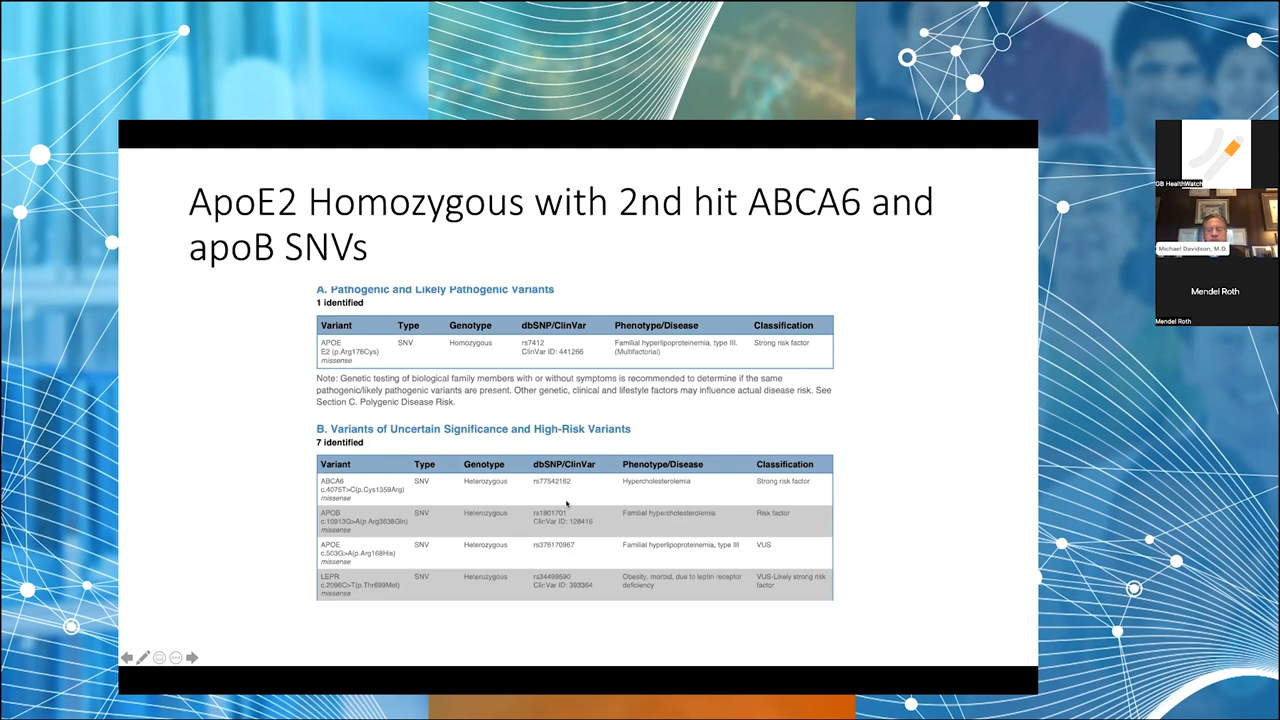 ApoE2 Homozygous with 2nd hit ABCA6 and
apoB SNVs
A. Pathogenic and Likely Pathogenic Variants
1 identified
Variant Type Genotype dbSNP/ClinVar Phenotype/Disease Classification
APOE SNV Homozygous rs7412 Familial hyperlipoproteinemia, type III. Strong risk factor
E2 (p.Arg176Cys) ClinVar ID: 441266 (Multifactorial)
missense
Note: Genetic testing of biological family members with or without symptoms is recommended to determine if the same
pathogenic/likely pathogenic variants are present. Other genetic, clinical and lifestyle factors may influence actual disease risk. See
Section C. Polygenic Disease Risk.
B. Variants of Uncertain Significance and High-Risk Variants
7 identified
Variant Type Genotype dbSNP/ClinVar Phenotype/Disease Classification
ABCA6 SNV Heterozygous rs77542162 Hypercholesterolemia Strong risk factor
c.4075T>C(p.Cys1359Arg)
missense
APOB SNV Heterozygous rs1801701 Familial hypercholesterolemia Risk factor
c.10913G>A(p.Arg3638Gln) ClinVar ID: 128416
missense
APOE SNV Heterozygous rs376170967 Familial hyperlipoproteinemia, type III VUS
c.503G>A(p.Arg168His)
missense
LEPR SNV Heterozygous rs34499590 Obesity, morbid, due to leptin receptor VUS-Likely strong risk
c.2096C>T(p.Thr699Met) ClinVar ID: 393364 deficiency factor
missense
GB HealthWatch
Michael Davidson, M.D.
Mendel Roth
Mendel Roth